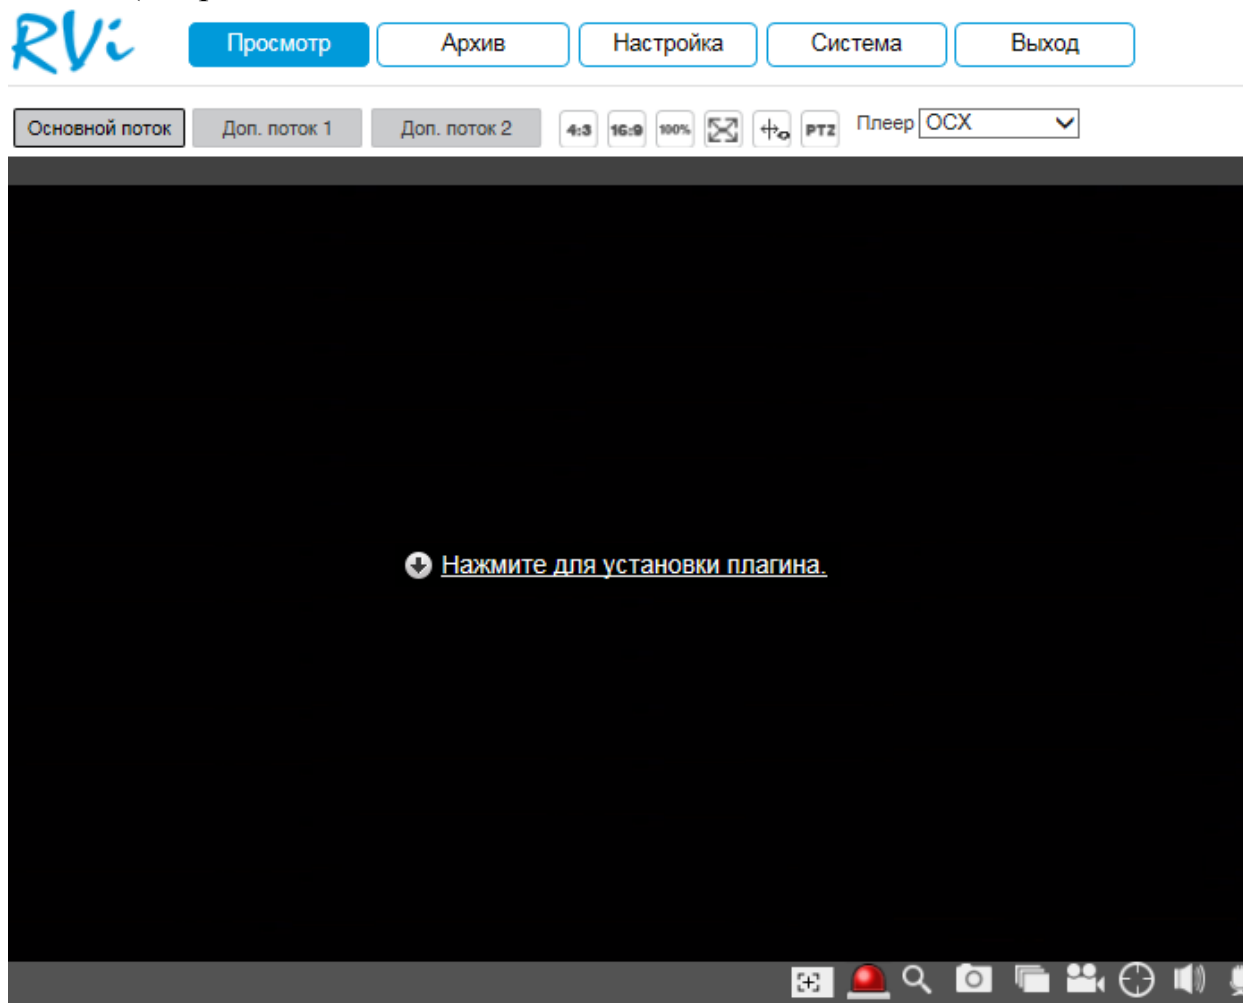 RVi Просмотр Архив Настройка Система Выход
Основной поток Доп. поток 1 Доп. поток 2 4:3 16:9 100% PTZ Плеер OCX
Нажмите для установки плагина.